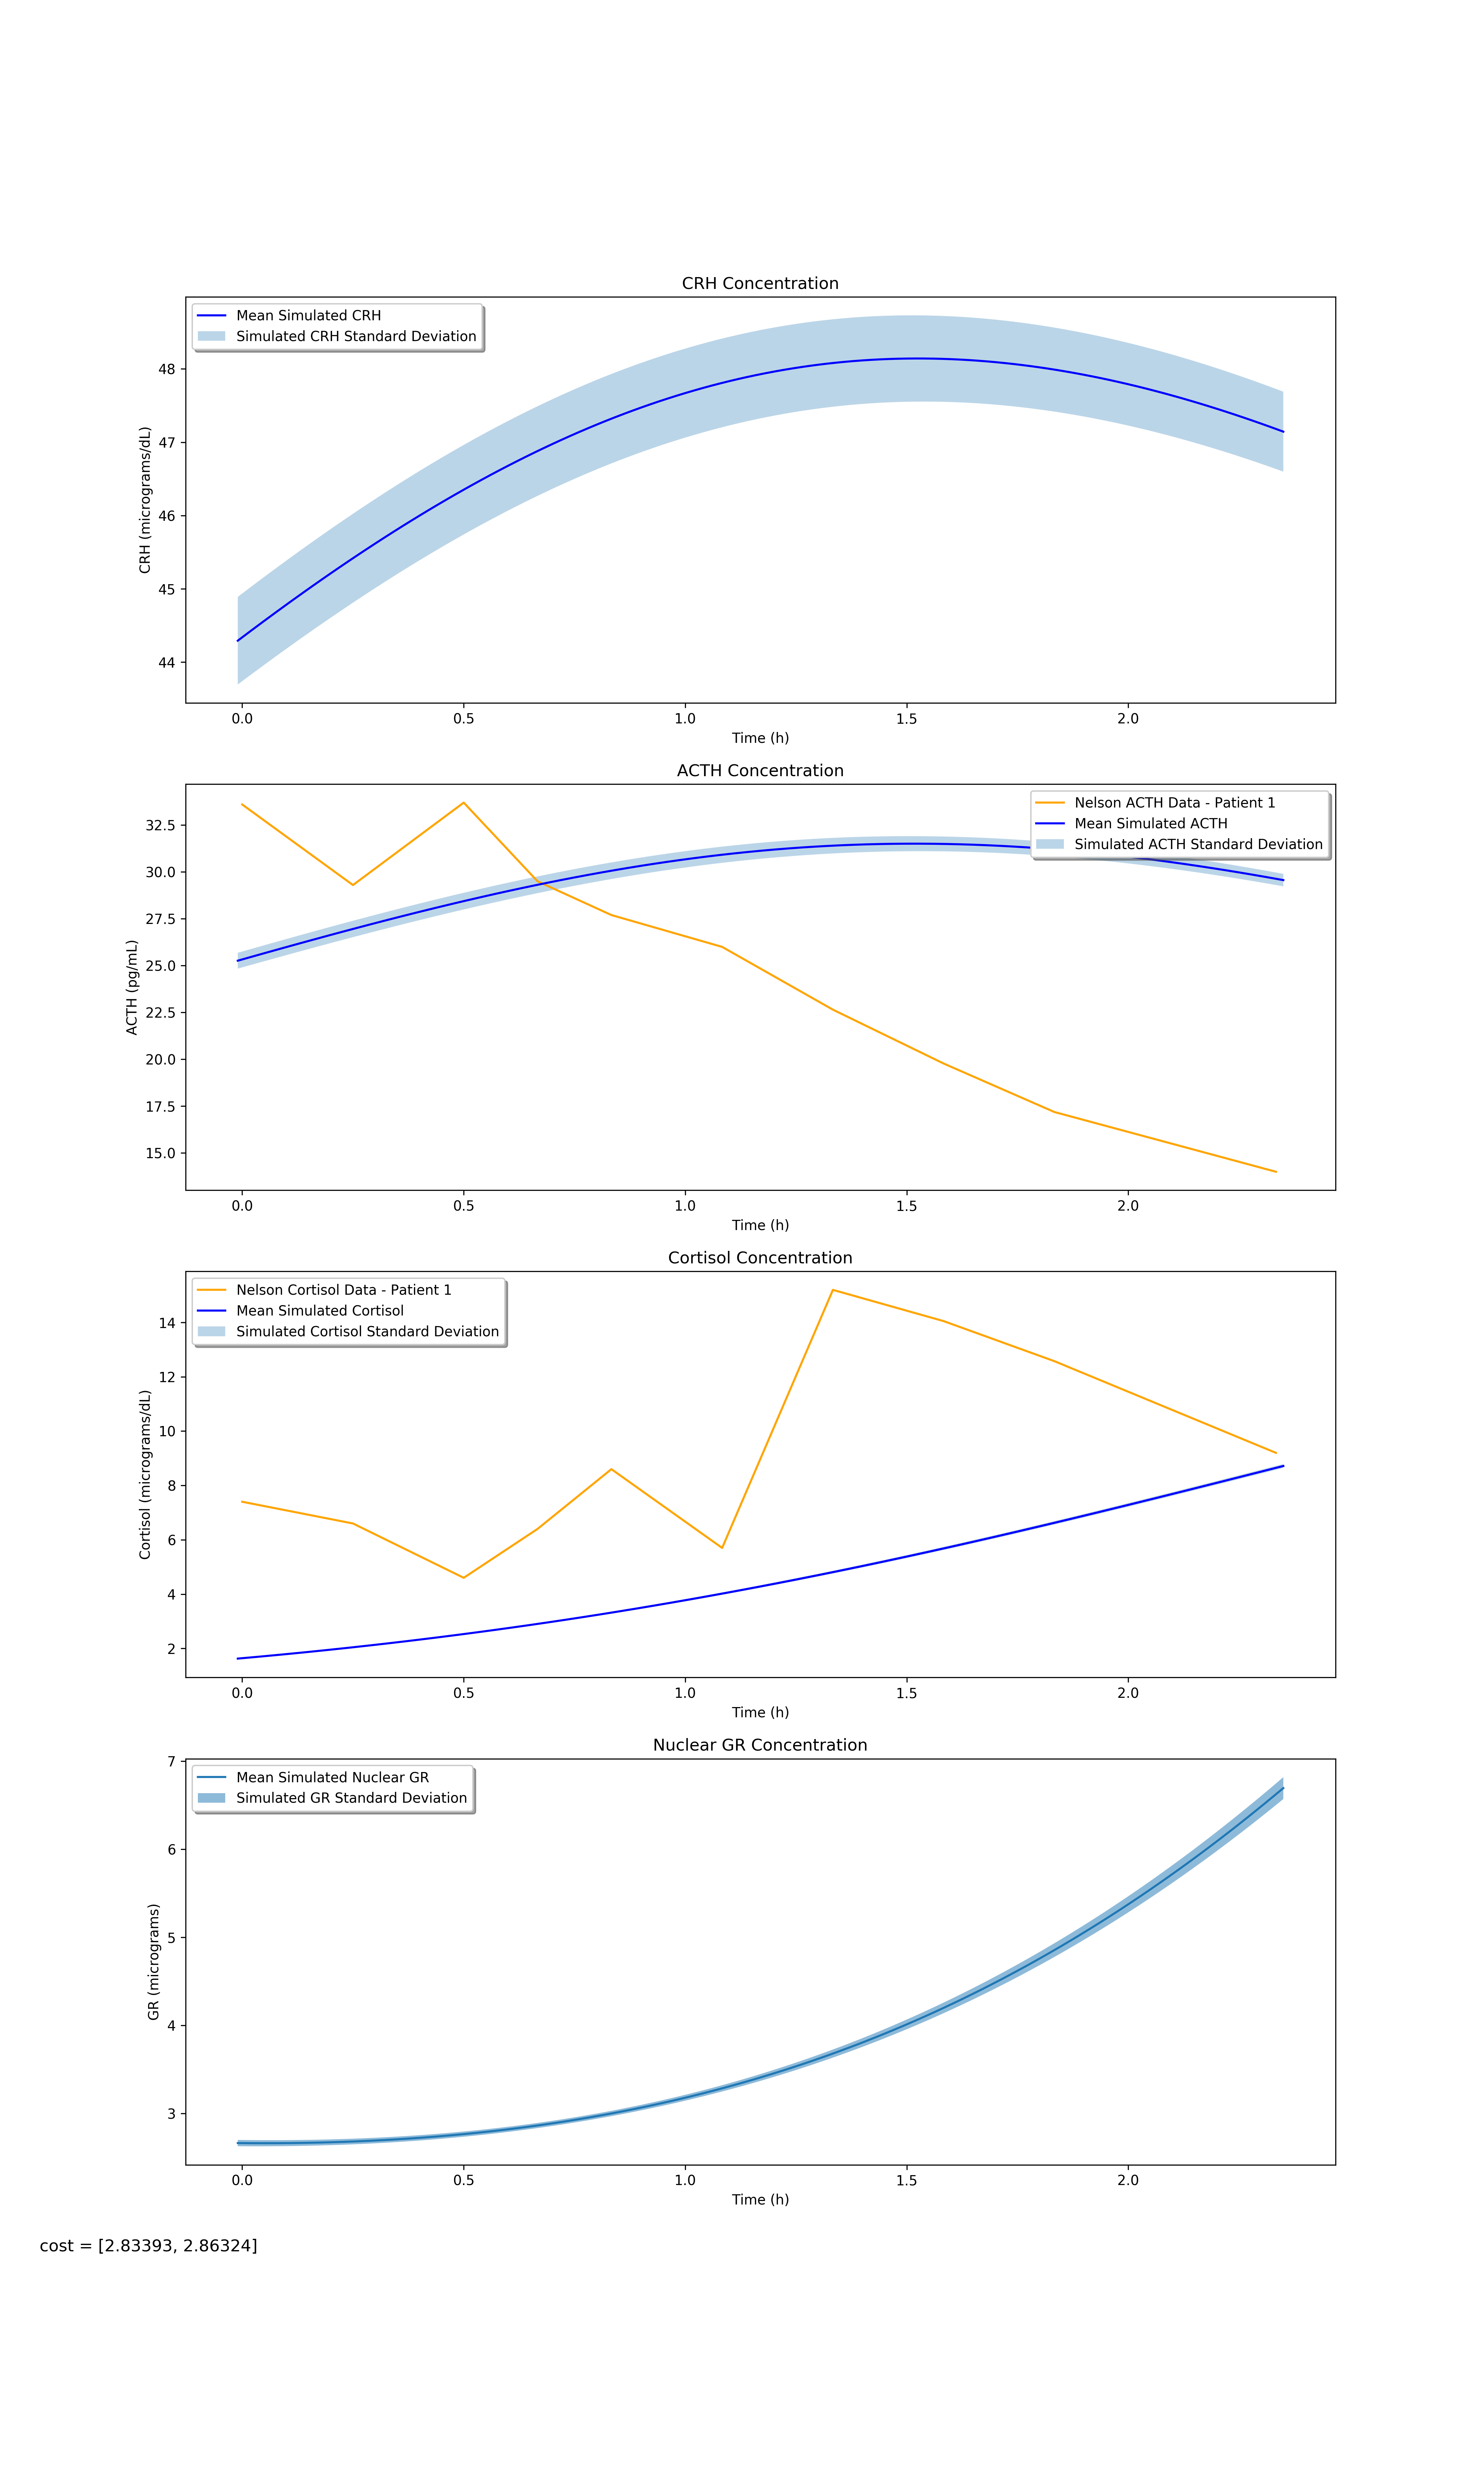 CRH Concentration
Mean Simulated CRH
Simulated CRH Standard Deviation
CRH (micrograms/dL)
48
47
46
45
44
0.0 0.5 1.0 1.5 2.0
Time (h)
ACTH Concentration
Nelson ACTH Data - Patient 1
Mean Simulated ACTH
Simulated ACTH Standard Deviation
ACTH (pg/mL)
32.5
30.0
27.5
25.0
22.5
20.0
17.5
15.0
0.0 0.5 1.0 1.5 2.0
Time (h)
Cortisol Concentration
Nelson Cortisol Data - Patient 1
Mean Simulated Cortisol
Simulated Cortisol Standard Deviation
Cortisol (micrograms/dL)
14
12
10
8
6
4
2
0.0 0.5 1.0 1.5 2.0
Time (h)
Nuclear GR Concentration
Mean Simulated Nuclear GR
Simulated GR Standard Deviation
GR (micrograms)
7
6
5
4
3
0.0 0.5 1.0 1.5 2.0
Time (h)
cost = [2.83393, 2.86324]